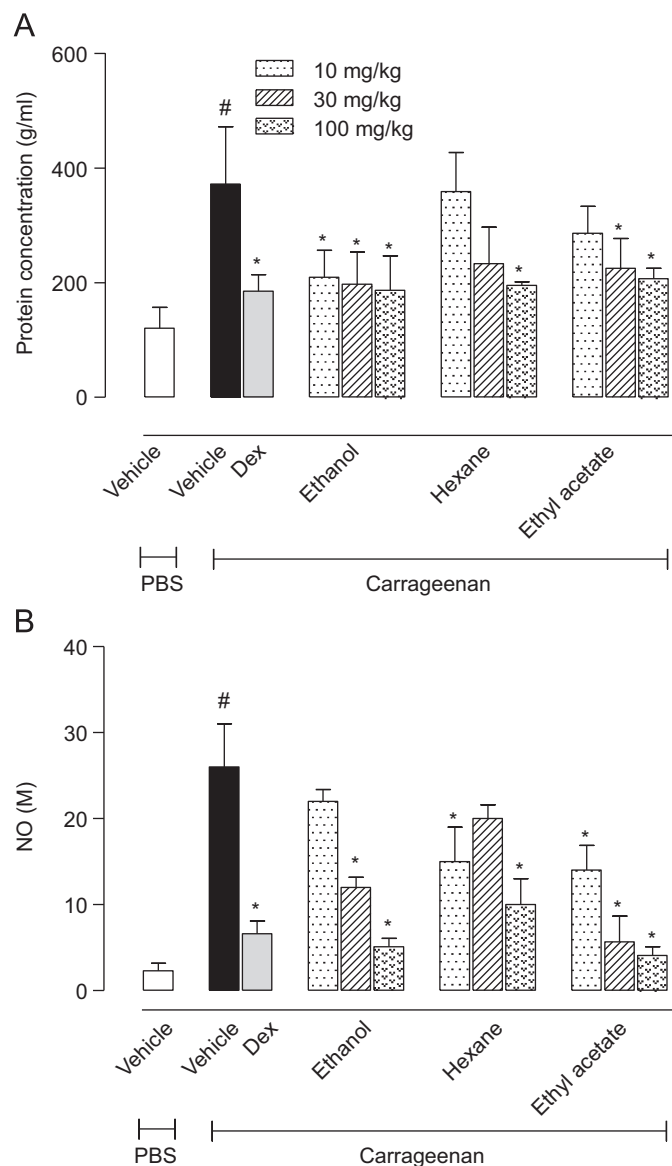 A
Protein concentration (g/ml)
600
400
200
0
10 mg/kg
30 mg/kg
100 mg/kg
#
*
*
*
*
*
*
*
Vehicle
Vehicle
Dex
Ethanol
Hexane
Ethyl acetate
PBS
Carrageenan
B
NO (M)
40
30
20
10
0
#
*
*
*
*
*
*
*
*
Vehicle
Vehicle
Dex
Ethanol
Hexane
Ethyl acetate
PBS
Carrageenan